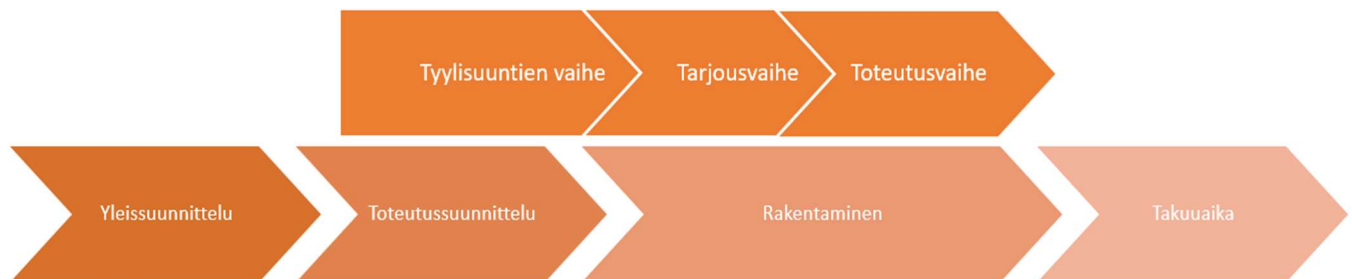 Tyylisuuntien vaihe
Tarjousvaihe
Toteutusvaihe
Yleissuunnittelu
Toteutussuunnittelu
Rakentaminen
Takuuaika